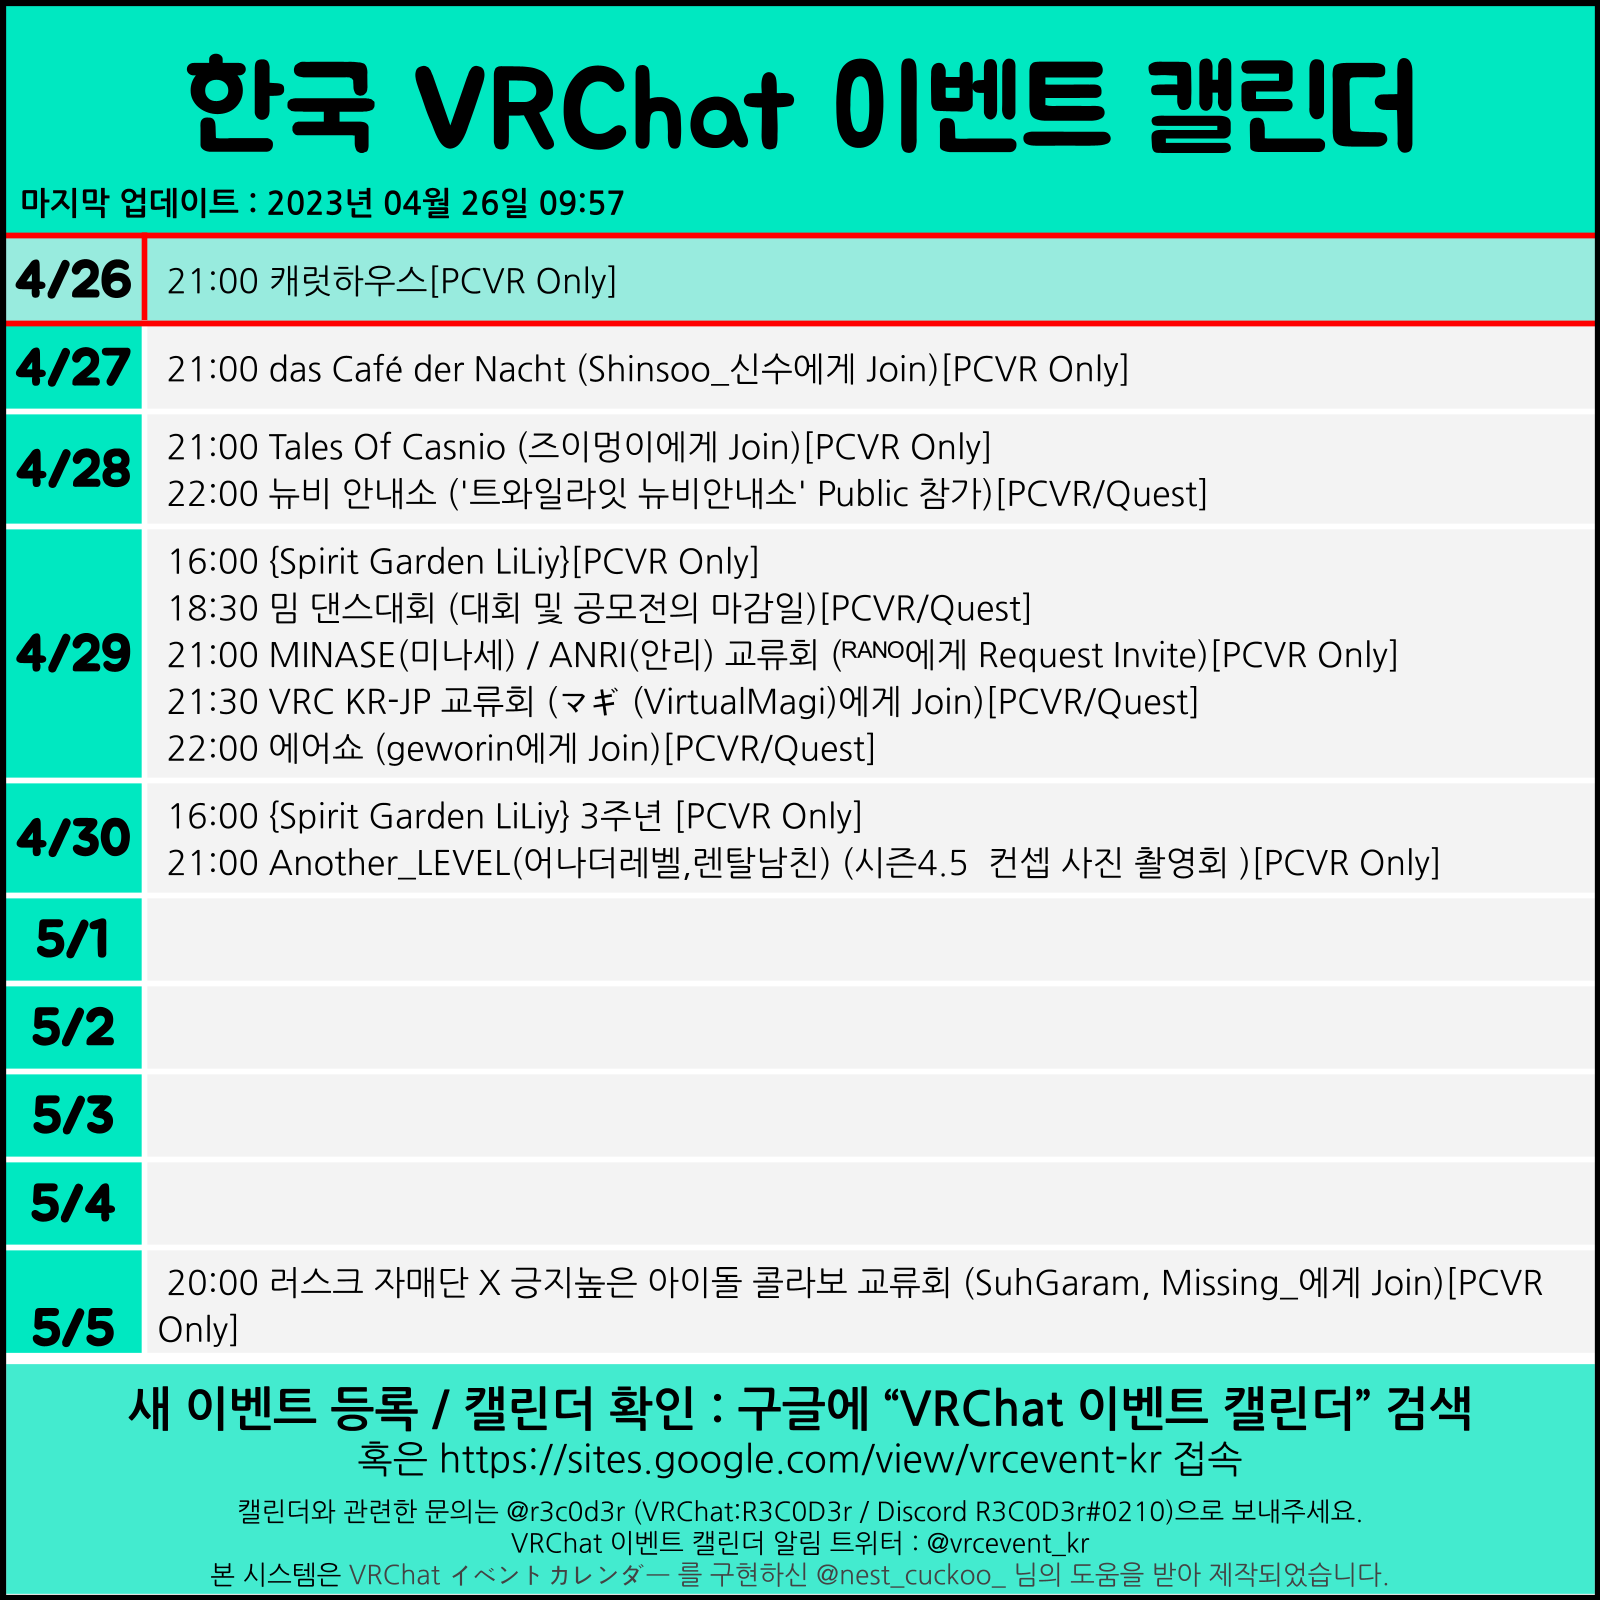 한국 VRChat 이벤트 캘린더
마지막 업데이트 : 2023년 04월 26일 09:57
4/26
21:00 캐럿하우스[PCVR Only]
4/27
21:00 das Café der Nacht (Shinsoo_신수에게 Join)[PCVR Only]
4/28
21:00 Tales Of Casnio (즈이멍이에게 Join)[PCVR Only]
22:00 뉴비 안내소 ('트와일라잇 뉴비안내소' Public 참가)[PCVR/Quest]
4/29
16:00 {Spirit Garden LiLiy}[PCVR Only]
18:30 밈 댄스대회 (대회 및 공모전의 마감일)[PCVR/Quest]
21:00 MINASE(미나세) / ANRI(안리) 교류회 (ᴿᴬᴺᴼ에게 Request Invite)[PCVR Only]
21:30 VRC KR-JP 교류회 (マギ (VirtualMagi)에게 Join)[PCVR/Quest]
22:00 에어쇼 (geworin에게 Join)[PCVR/Quest]
4/30
16:00 {Spirit Garden LiLiy} 3주년 [PCVR Only]
21:00 Another_LEVEL(어나더레벨,렌탈남친) (시즌4.5  컨셉 사진 촬영회 )[PCVR Only]
5/1
5/2
5/3
5/4
5/5
20:00 러스크 자매단 X 긍지높은 아이돌 콜라보 교류회 (SuhGaram, Missing_에게 Join)[PCVR
Only]
새 이벤트 등록 / 캘린더 확인 : 구글에 “VRChat 이벤트 캘린더” 검색
혹은 https://sites.google.com/view/vrcevent-kr 접속
캘린더와 관련한 문의는 @r3c0d3r (VRChat:R3C0D3r / Discord R3C0D3r#0210)으로 보내주세요.
VRChat 이벤트 캘린더 알림 트위터 : @vrcevent_kr
본 시스템은 VRChat イベントカレンダー 를 구현하신 @nest_cuckoo_ 님의 도움을 받아 제작되었습니다.